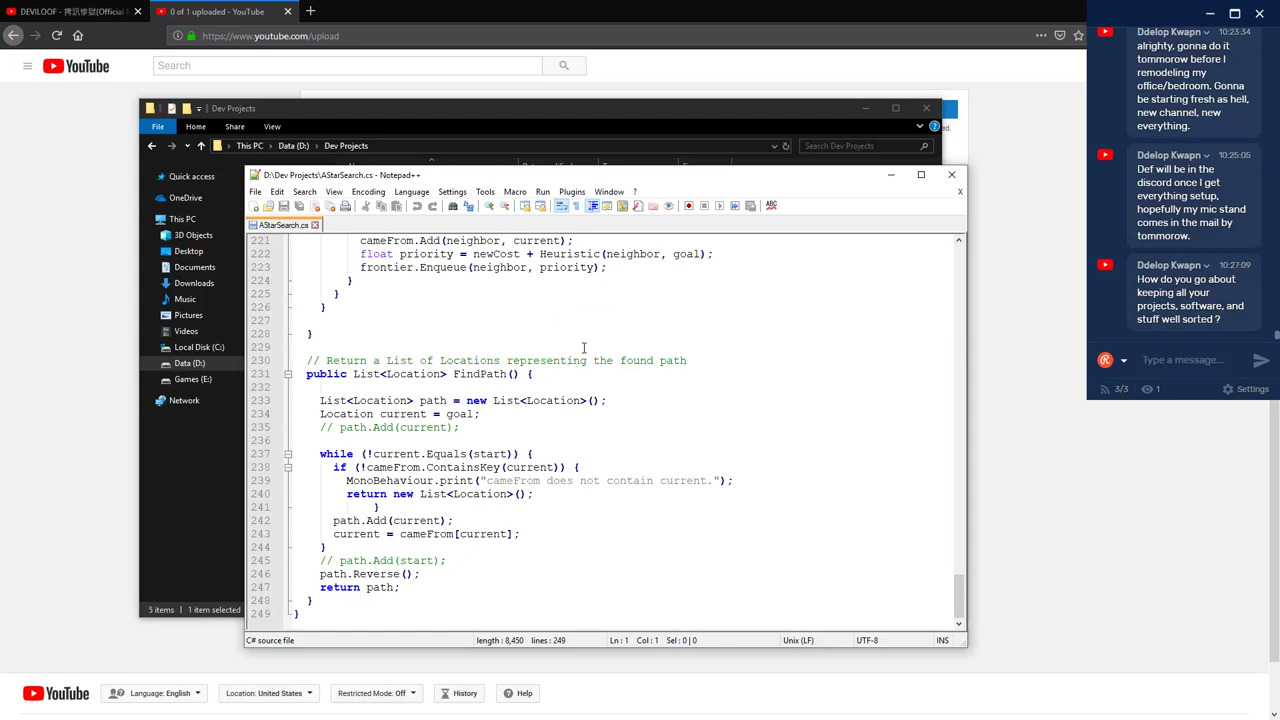 DEVILOOF - 拷訊惨獄(Official
0 of 1 uploaded - YouTube
https://www.youtube.com/upload
YouTube
Search
Dev Projects
File Home Share View
This PC Data (D:) Dev Projects
Search Dev Projects
Quick access
OneDrive
This PC
3D Objects
Desktop
Documents
Downloads
Music
Pictures
Videos
Local Disk (C:)
Data (D:)
Games (E:)
Network
5 items 1 item selected
D:\Dev Projects\AStarSearch.cs - Notepad++
File Edit Search View Encoding Language Settings Tools Macro Run Plugins Window ?
AStarSearch.cs
221 cameFrom.Add(neighbor, current);
222 float priority = newCost + Heuristic(neighbor, goal);
223 frontier.Enqueue(neighbor, priority);
224 }
225 }
226 }
227
228 }
229
230 // Return a List of Locations representing the found path
231 public List<Location> FindPath() {
232
233 List<Location> path = new List<Location>();
234 Location current = goal;
235 // path.Add(current);
236
237 while (!current.Equals(start)) {
238 if (!cameFrom.ContainsKey(current)) {
239 MonoBehaviour.print("cameFrom does not contain current.");
240 return new List<Location>();
241 }
242 path.Add(current);
243 current = cameFrom[current];
244 }
245 // path.Add(start);
246 path.Reverse();
247 return path;
248 }
249 }
C# source file length : 8,450 lines : 249 Ln : 1 Col : 1 Sel : 0 | 0 Unix (LF) UTF-8 INS
YouTube
Language: English
Location: United States
Restricted Mode: Off
History
Help
Ddelop Kwapn 10:23:34
alrighty, gonna do it
tommorow before I
remodeling my
office/bedroom. Gonna
be starting fresh as hell,
new channel, new
everything.
Ddelop Kwapn 10:25:05
Def will be in the
discord once I get
everything setup,
hopefully my mic stand
comes in the mail by
tommorow.
Ddelop Kwapn 10:27:09
How do you go about
keeping all your
projects, software, and
stuff well sorted ?
Type a message...
3/3 1 Settings